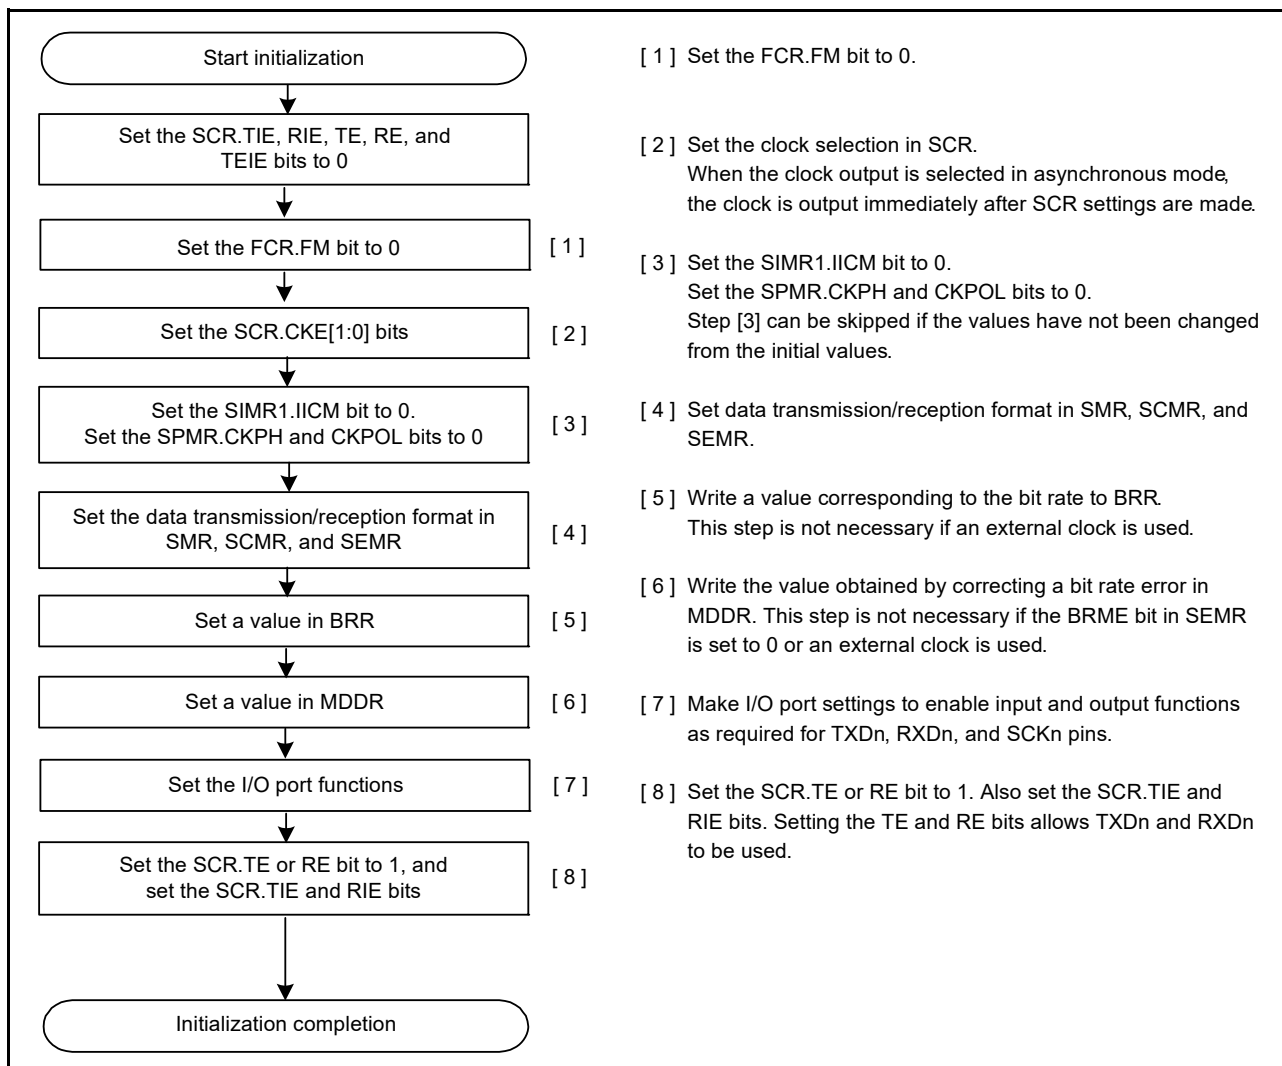 Start initialization
Set the SCR.TIE, RIE, TE, RE, and
TEIE bits to 0
Set the FCR.FM bit to 0
[ 1 ]
Set the SCR.CKE[1:0] bits
[ 2 ]
Set the SIMR1.IICM bit to 0.
Set the SPMR.CKPH and CKPOL bits to 0
[ 3 ]
Set the data transmission/reception format in
SMR, SCMR, and SEMR
[ 4 ]
Set a value in BRR
[ 5 ]
Set a value in MDDR
[ 6 ]
Set the I/O port functions
[ 7 ]
Set the SCR.TE or RE bit to 1, and
set the SCR.TIE and RIE bits
[ 8 ]
Initialization completion
[ 1 ] Set the FCR.FM bit to 0.
[ 2 ] Set the clock selection in SCR.
When the clock output is selected in asynchronous mode,
the clock is output immediately after SCR settings are made.
[ 3 ] Set the SIMR1.IICM bit to 0.
Set the SPMR.CKPH and CKPOL bits to 0.
Step [3] can be skipped if the values have not been changed
from the initial values.
[ 4 ] Set data transmission/reception format in SMR, SCMR, and
SEMR.
[ 5 ] Write a value corresponding to the bit rate to BRR.
This step is not necessary if an external clock is used.
[ 6 ] Write the value obtained by correcting a bit rate error in
MDDR. This step is not necessary if the BRME bit in SEMR
is set to 0 or an external clock is used.
[ 7 ] Make I/O port settings to enable input and output functions
as required for TXDn, RXDn, and SCKn pins.
[ 8 ] Set the SCR.TE or RE bit to 1. Also set the SCR.TIE and
RIE bits. Setting the TE and RE bits allows TXDn and RXDn
to be used.